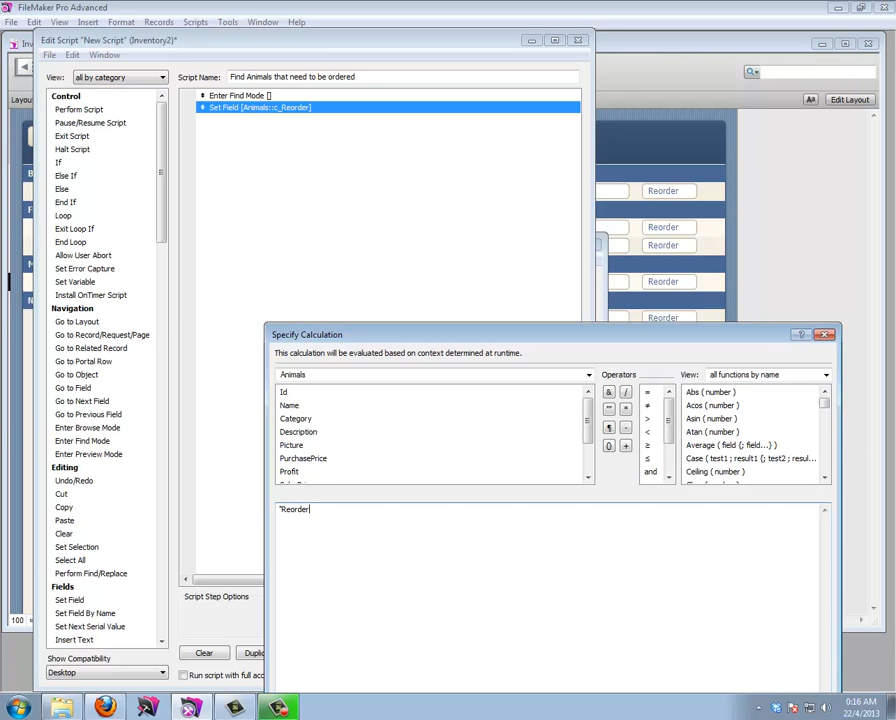 FileMaker Pro Advanced
File Edit View Insert Format Records Scripts Tools Window Help
Edit Script "New Script" (Inventory2)*
File Edit Window
View: all by category
Script Name: Find Animals that need to be ordered
Control
Perform Script
Pause/Resume Script
Exit Script
Halt Script
If
Else If
Else
End If
Loop
Exit Loop If
End Loop
Allow User Abort
Set Error Capture
Set Variable
Install OnTimer Script
Navigation
Go to Layout
Go to Record/Request/Page
Go to Related Record
Go to Portal Row
Go to Object
Go to Field
Go to Next Field
Go to Previous Field
Enter Browse Mode
Enter Find Mode
Enter Preview Mode
Editing
Undo/Redo
Cut
Copy
Paste
Clear
Set Selection
Select All
Perform Find/Replace
Fields
Set Field
Set Field By Name
Set Next Serial Value
Insert Text
Show Compatibility
Desktop
Enter Find Mode []
Set Field [Animals::c_Reorder]
Script Step Options
Clear
Run script with full acc
Layou
Aa
Edit Layout
Reorder
Reorder
Reorder
Reorder
Reorder
100
Specify Calculation
This calculation will be evaluated based on context determined at runtime.
Animals
Operators
View: all functions by name
Id
Name
Category
Description
Picture
PurchasePrice
Profit
& /
"" *
¶ -
() +
=
≠
>
<
≥
≤
and
Abs ( number )
Acos ( number )
Asin ( number )
Atan ( number )
Average ( field {; field...} )
Case ( test1 ; result1 {; test2 ; resul...
Ceiling ( number )
"Reorder
0:16 AM
22/4/2013